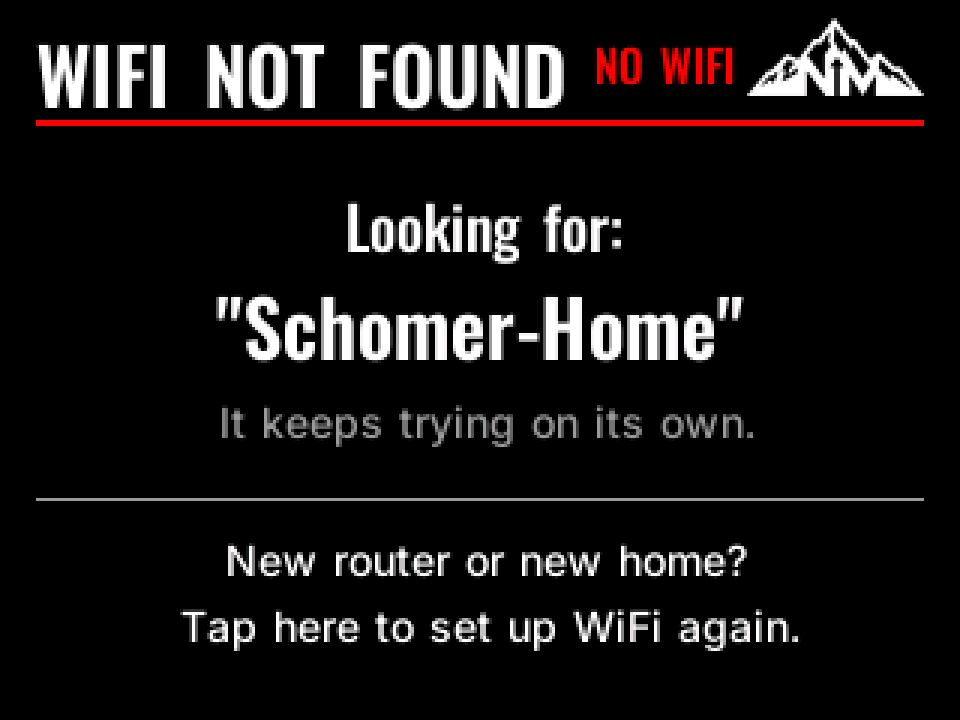 WIFI NOT FOUND NO WIFI NM
Looking for:
"Schomer-Home"
It keeps trying on its own.
New router or new home?
Tap here to set up WiFi again.